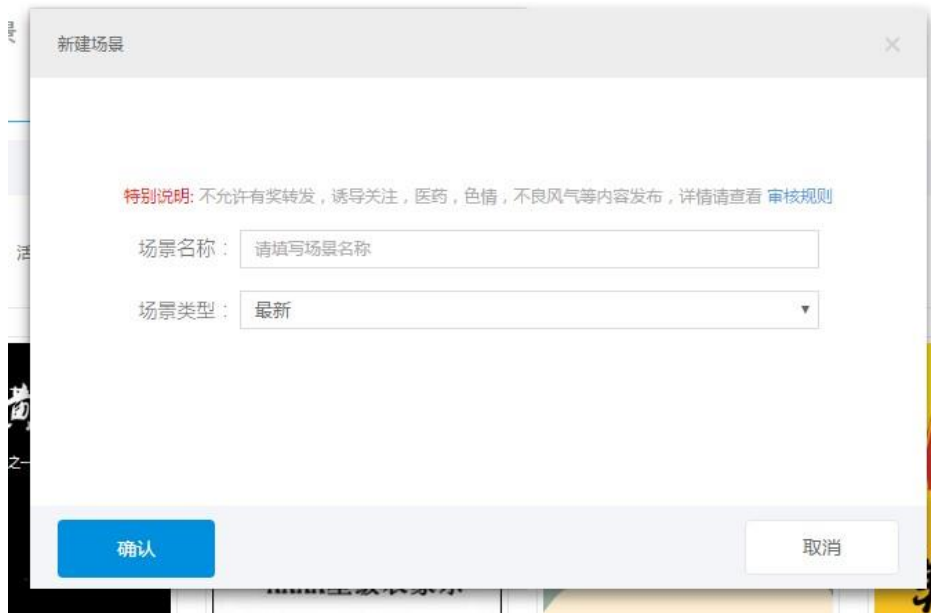 新建场景
特别说明: 不允许有奖转发，诱导关注，医药，色情，不良风气等内容发布，详情请查看 审核规则
场景名称： 请填写场景名称
场景类型： 最新
活
之一
确认
取消